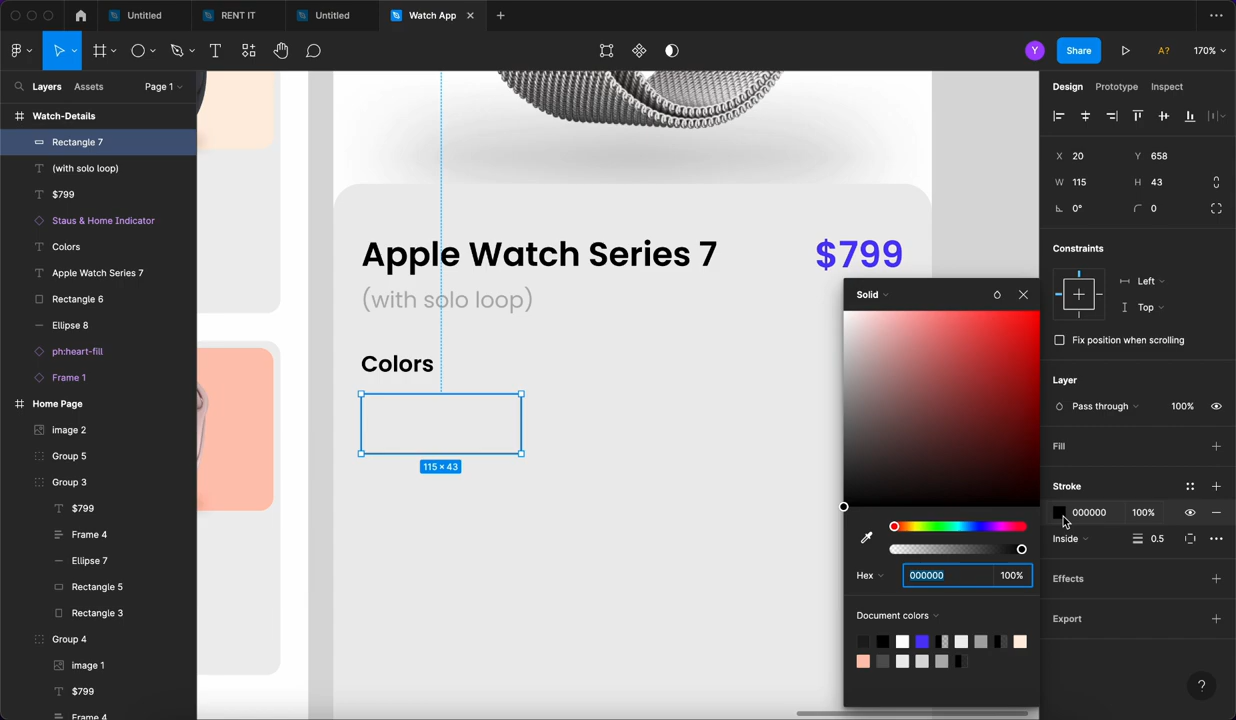 Untitled
RENT IT
Untitled
Watch App
Y
Share
A?
170%
Layers
Assets
Page 1
Watch-Details
Rectangle 7
(with solo loop)
$799
Staus & Home Indicator
Colors
Apple Watch Series 7
Rectangle 6
Ellipse 8
ph:heart-fill
Frame 1
Home Page
image 2
Group 5
Group 3
$799
Frame 4
Ellipse 7
Rectangle 5
Rectangle 3
Group 4
image 1
$799
Frame 4
Apple Watch Series 7
$799
(with solo loop)
Colors
115 × 43
Solid
Hex
000000
100%
Document colors
Design
Prototype
Inspect
X 20
Y 658
W 115
H 43
0°
0
Constraints
Left
Top
Fix position when scrolling
Layer
Pass through
100%
Fill
Stroke
000000
100%
Inside
0.5
Effects
Export
?